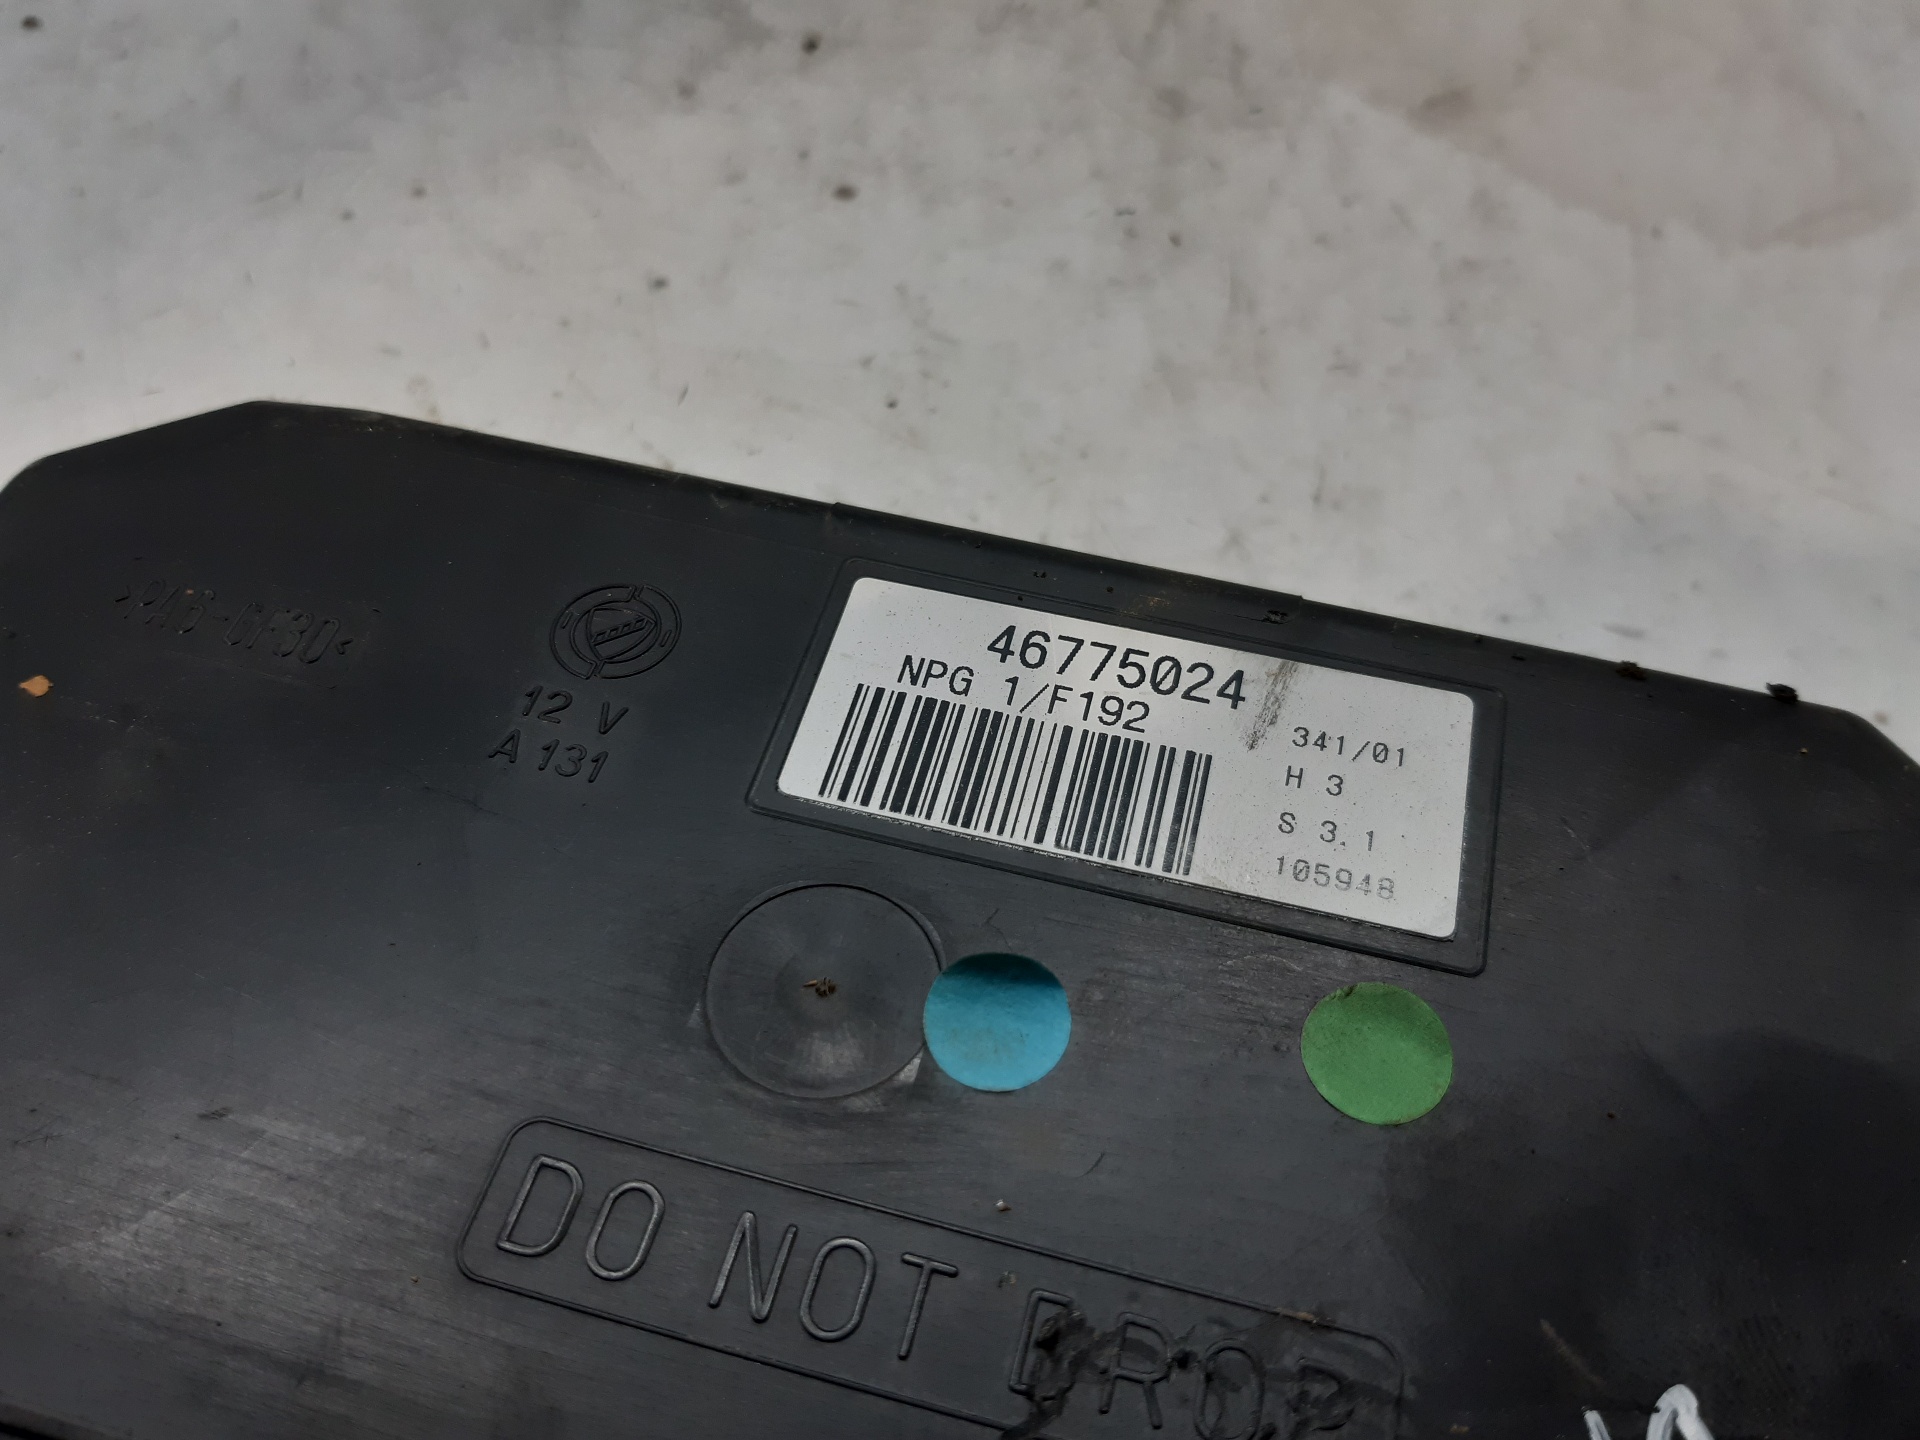 >PA6-GF30<
12 V
A 131
46775024
NPG 1/F192
341/01
H 3
S 3.1
105948
DO NOT DROP